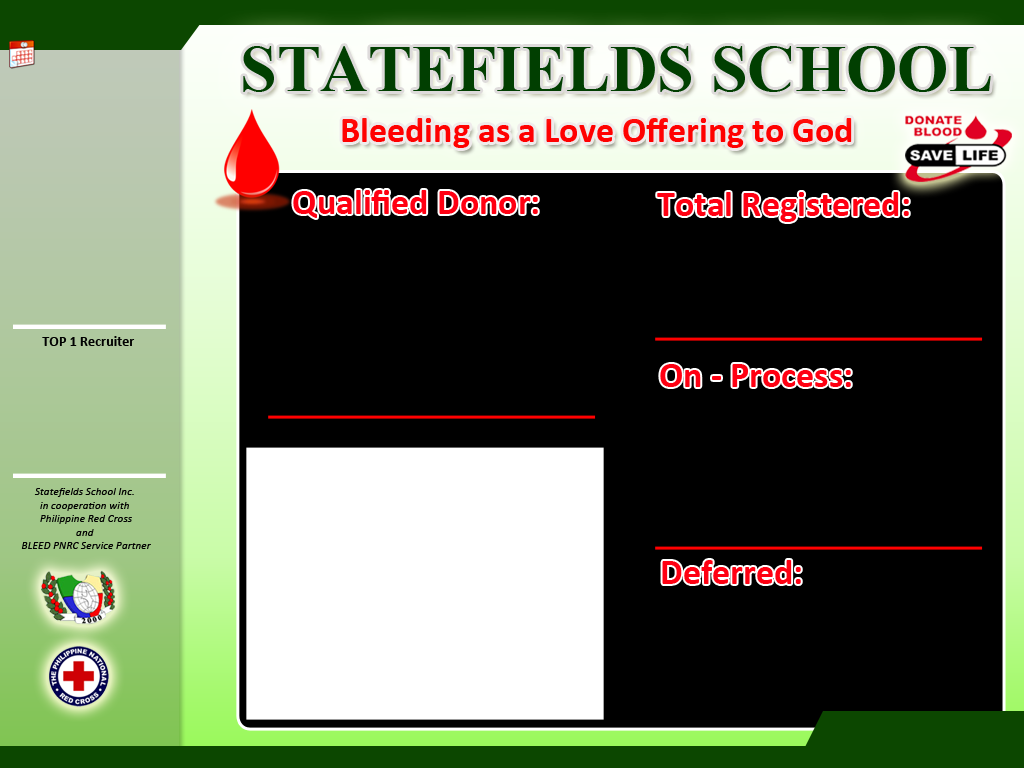 STATEFIELDS SCHOOL
Bleeding as a Love Offering to God
DONATE
BLOOD
SAVE LIFE
Qualified Donor:
Total Registered:
On - Process:
Deferred:
TOP 1 Recruiter
Statefields School Inc.
in cooperation with
Philippine Red Cross
and
BLEED PNRC Service Partner
2000
THE PHILIPPINE NATIONAL
RED CROSS